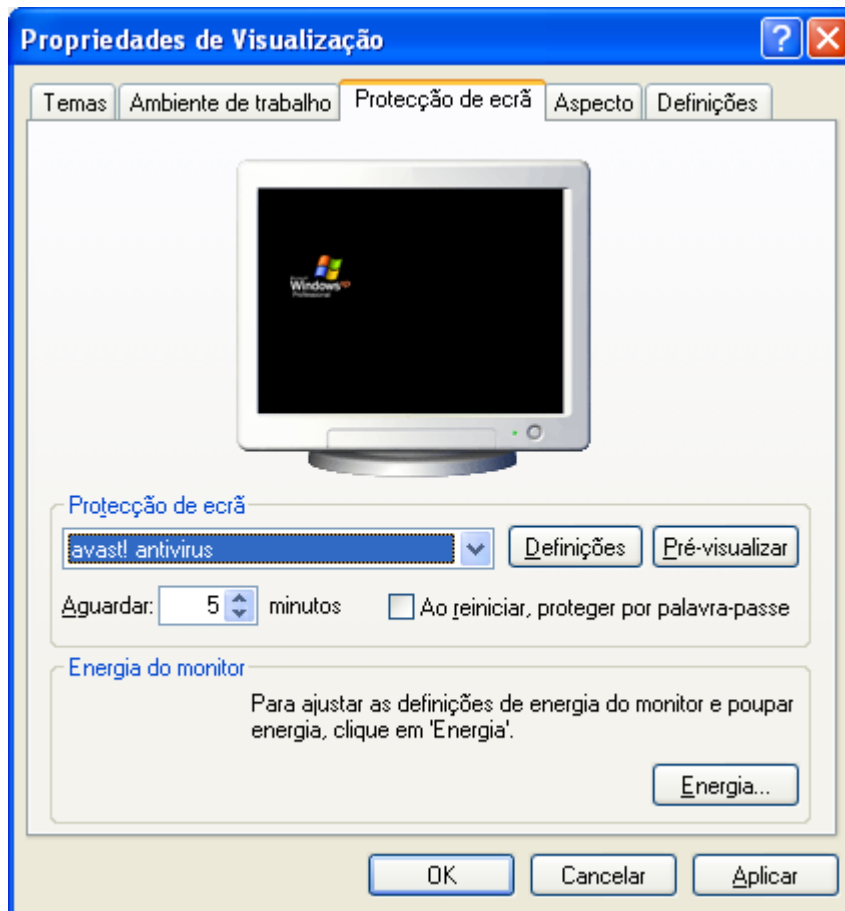 Propriedades de Visualização
Temas
Ambiente de trabalho
Protecção de ecrã
Aspecto
Definições
Windows xp
Professional
Protecção de ecrã
avast! antivirus
Definições
Pré-visualizar
Aguardar: 5 minutos
Ao reiniciar, proteger por palavra-passe
Energia do monitor
Para ajustar as definições de energia do monitor e poupar
energia, clique em 'Energia'.
Energia...
OK
Cancelar
Aplicar